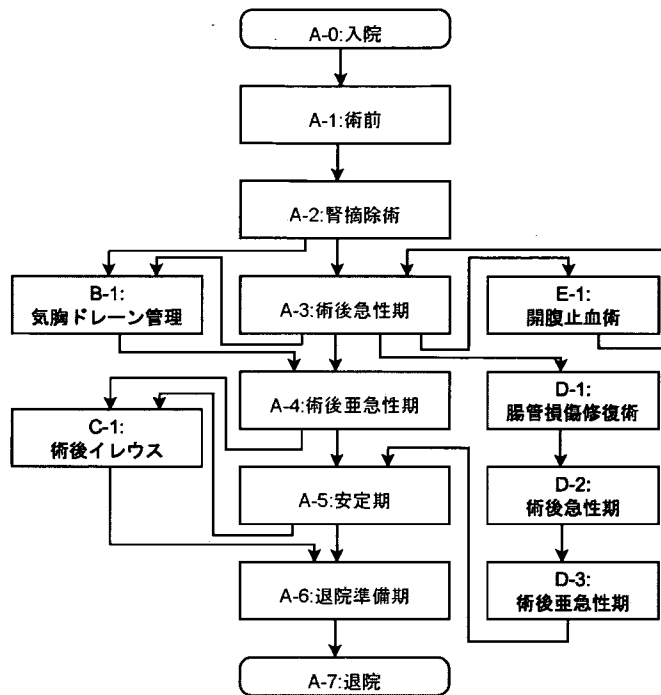 A-0:入院
A-1:術前
A-2:腎摘除術
B-1:
気胸ドレーン管理
A-3:術後急性期
E-1:
開腹止血術
A-4:術後亜急性期
D-1:
腸管損傷修復術
C-1:
術後イレウス
A-5:安定期
D-2:
術後急性期
A-6:退院準備期
D-3:
術後亜急性期
A-7:退院